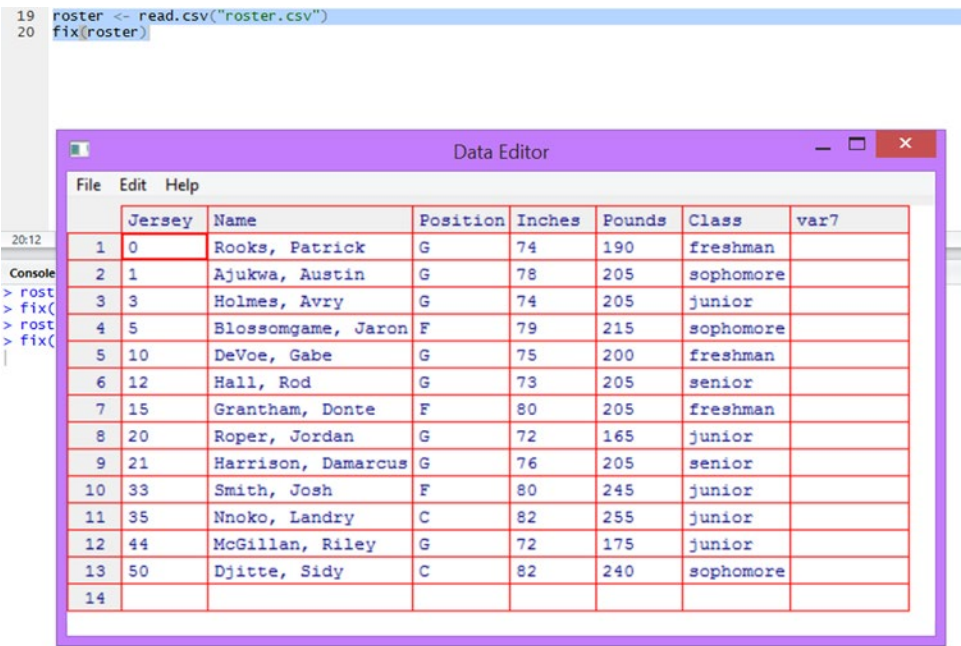 19 roster <- read.csv("roster.csv")
20 fix(roster)
Data Editor
File Edit Help
Jersey Name Position Inches Pounds Class var7
1 0 Rooks, Patrick G 74 190 freshman
2 1 Ajukwa, Austin G 78 205 sophomore
3 3 Holmes, Avry G 74 205 junior
4 5 Blossomgame, Jaron F 79 215 sophomore
5 10 DeVoe, Gabe G 75 200 freshman
6 12 Hall, Rod G 73 205 senior
7 15 Grantham, Donte F 80 205 freshman
8 20 Roper, Jordan G 72 165 junior
9 21 Harrison, Damarcus G 76 205 senior
10 33 Smith, Josh F 80 245 junior
11 35 Nnoko, Landry C 82 255 junior
12 44 McGillan, Riley G 72 175 junior
13 50 Djitte, Sidy C 82 240 sophomore
14
20:12
Console
> rost
> fix(
> rost
> fix(